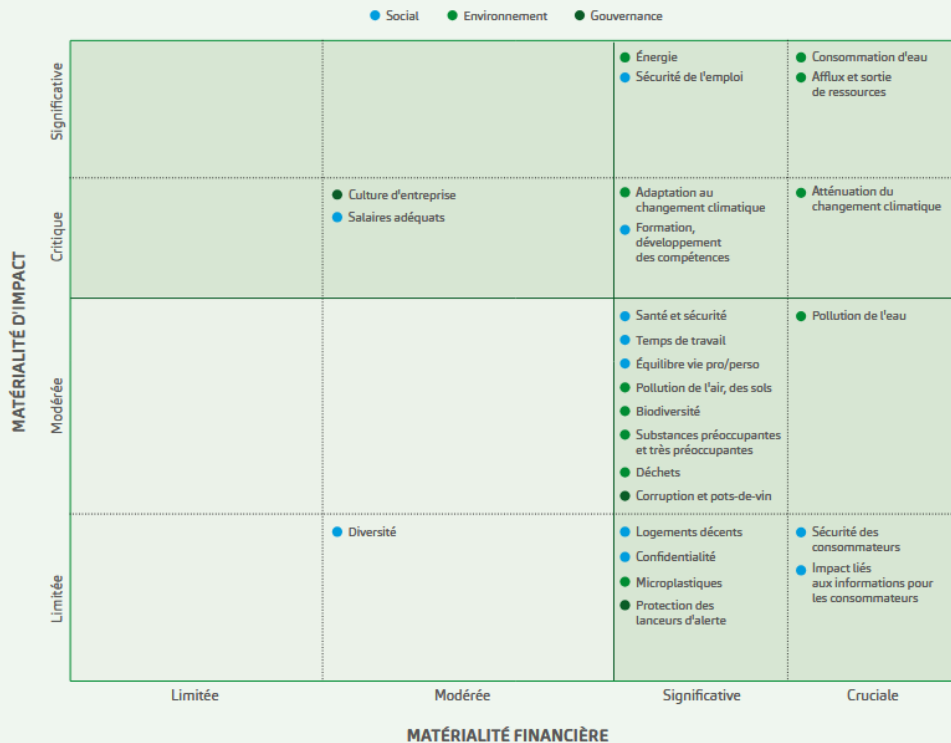 Social
Environnement
Gouvernance
MATÉRIALITÉ D'IMPACT
Significative
Énergie
Sécurité de l'emploi
Consommation d'eau
Afflux et sortie
de ressources
Critique
Culture d'entreprise
Salaires adéquats
Adaptation au
changement climatique
Formation,
développement
des compétences
Atténuation du
changement climatique
Modérée
Santé et sécurité
Temps de travail
Équilibre vie pro/perso
Pollution de l'air, des sols
Biodiversité
Substances préoccupantes
et très préoccupantes
Déchets
Corruption et pots-de-vin
Pollution de l'eau
Limitée
Diversité
Logements décents
Confidentialité
Microplastiques
Protection des
lanceurs d'alerte
Sécurité des
consommateurs
Impact liés
aux informations pour
les consommateurs
Limitée
Modérée
Significative
Cruciale
MATÉRIALITÉ FINANCIÈRE